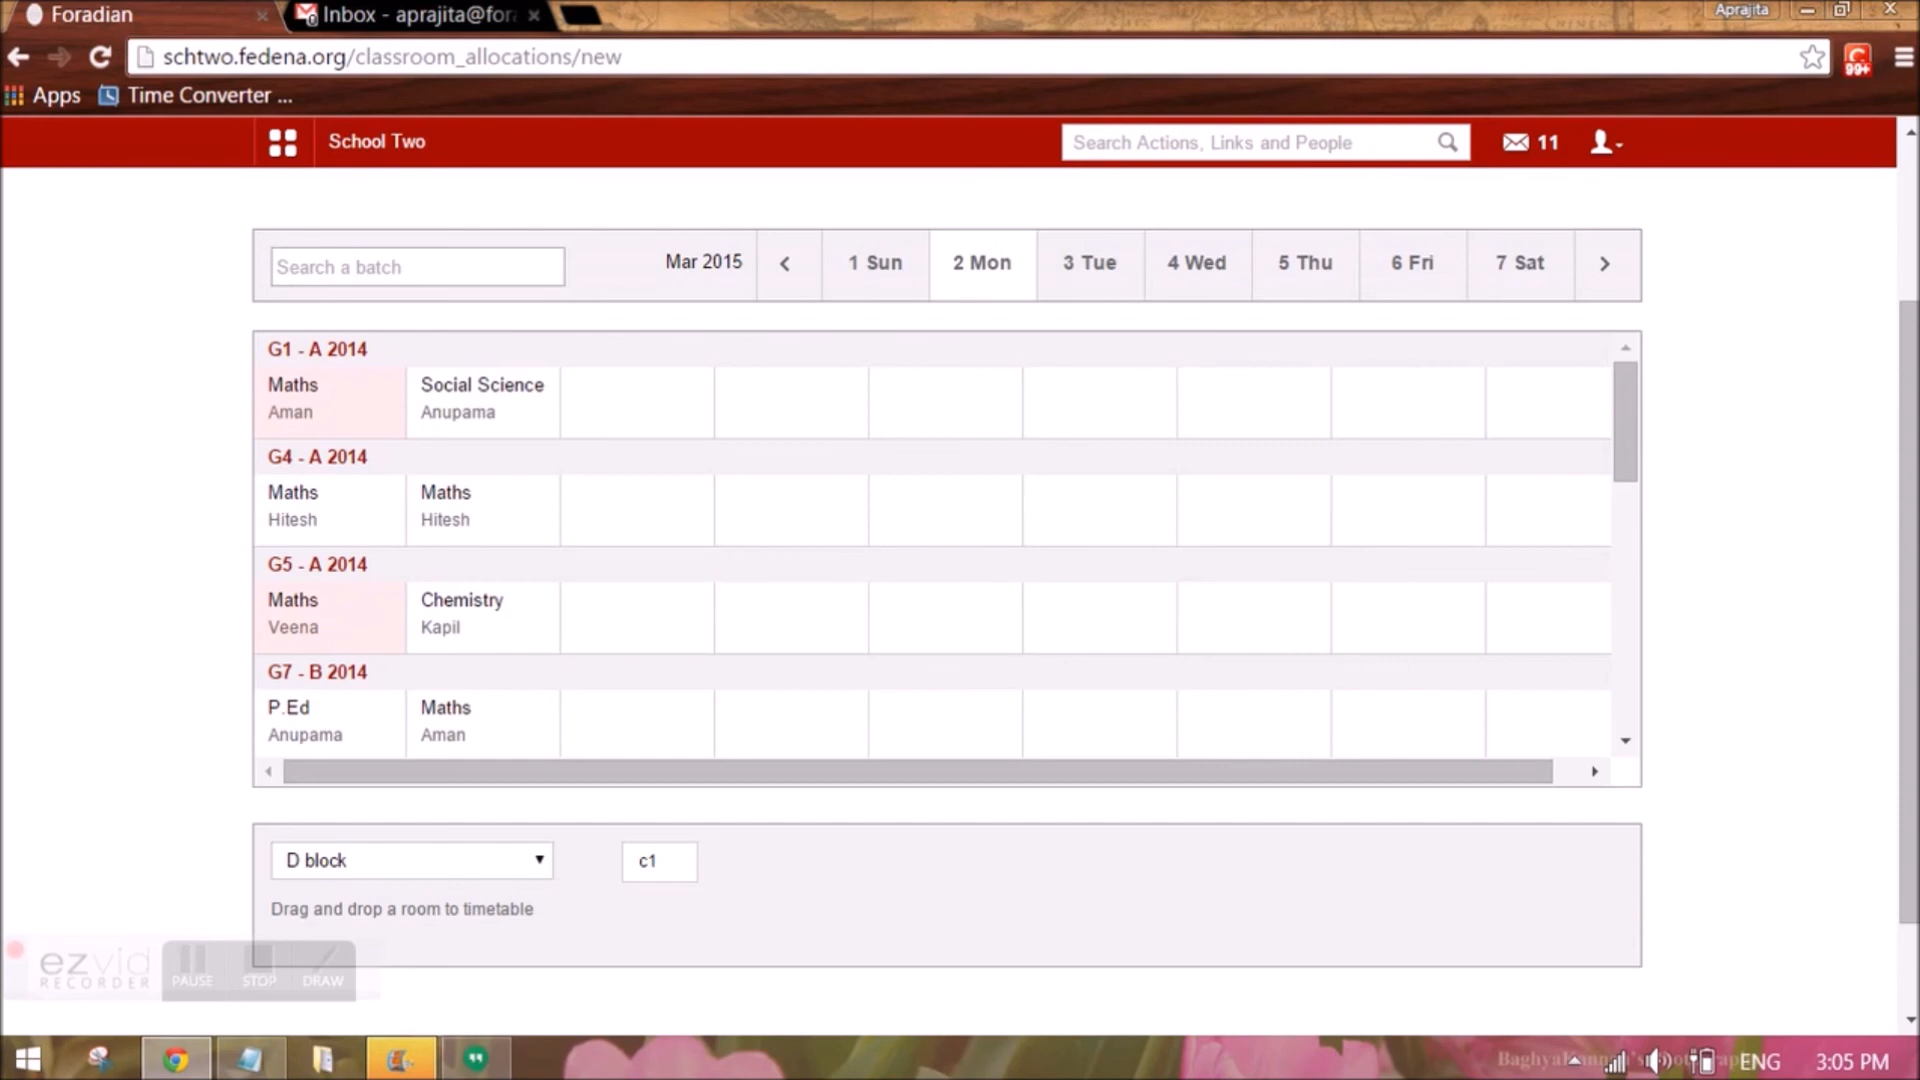 Foradian
Inbox - aprajita@for
Aprajita
schtwo.fedena.org/classroom_allocations/new
99+
Apps Time Converter ...
School Two
Search Actions, Links and People
11
Search a batch
Mar 2015
1 Sun 2 Mon 3 Tue 4 Wed 5 Thu 6 Fri 7 Sat
G1 - A 2014
Maths Social Science
Aman Anupama
G4 - A 2014
Maths Maths
Hitesh Hitesh
G5 - A 2014
Maths Chemistry
Veena Kapil
G7 - B 2014
P.Ed Maths
Anupama Aman
D block c1
Drag and drop a room to timetable
ezvid
RECORDER
PAUSE STOP DRAW
ENG 3:05 PM